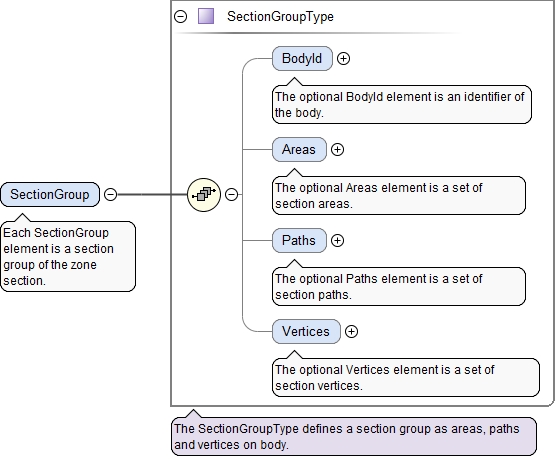 SectionGroupType
BodyId
The optional BodyId element is an identifier of
the body.
Areas
The optional Areas element is a set of
section areas.
SectionGroup
Each SectionGroup
element is a section
group of the zone
section.
Paths
The optional Paths element is a set of
section paths.
Vertices
The optional Vertices element is a set of
section vertices.
The SectionGroupType defines a section group as areas, paths
and vertices on body.